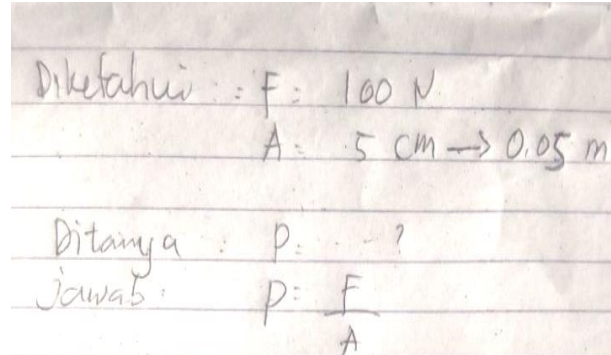 Diketahui : F = 100 N
A = 5 cm → 0.05 m
Ditanya : P = ... ?
jawab : P = F
A